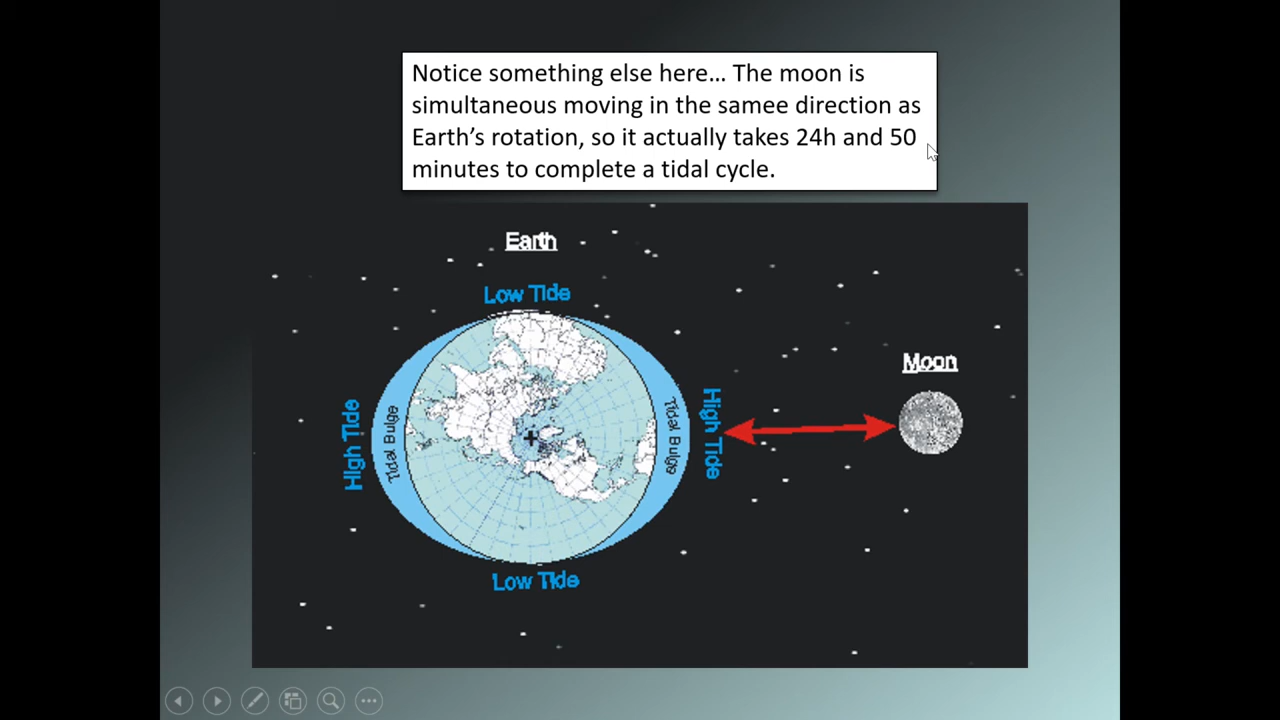 Notice something else here... The moon is
simultaneous moving in the samee direction as
Earth’s rotation, so it actually takes 24h and 50
minutes to complete a tidal cycle.
Earth
Low Tide
Moon
High Tide
Tidal Bulge
Tidal Bulge
High Tide
Low Tide